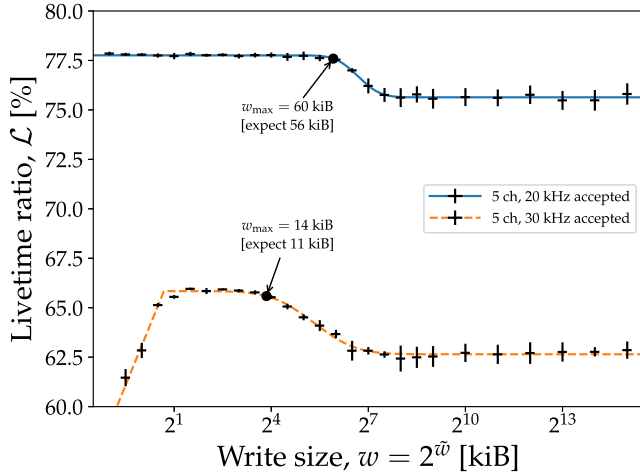 80.0
77.5
75.0
72.5
70.0
67.5
65.0
62.5
60.0
Livetime ratio, ℒ [%]
w_max = 60 kiB
[expect 56 kiB]
5 ch, 20 kHz accepted
5 ch, 30 kHz accepted
w_max = 14 kiB
[expect 11 kiB]
2^1
2^4
2^7
2^10
2^13
Write size, w = 2^w̃ [kiB]